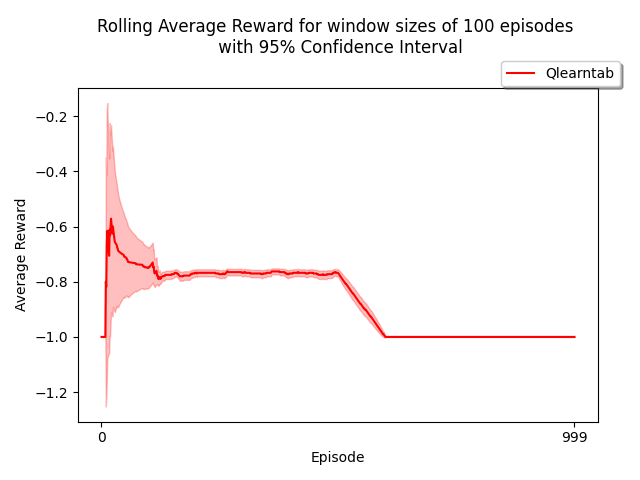 Rolling Average Reward for window sizes of 100 episodes
with 95% Confidence Interval
Qlearntab
−0.2
−0.4
−0.6
−0.8
−1.0
−1.2
Average Reward
0 999
Episode